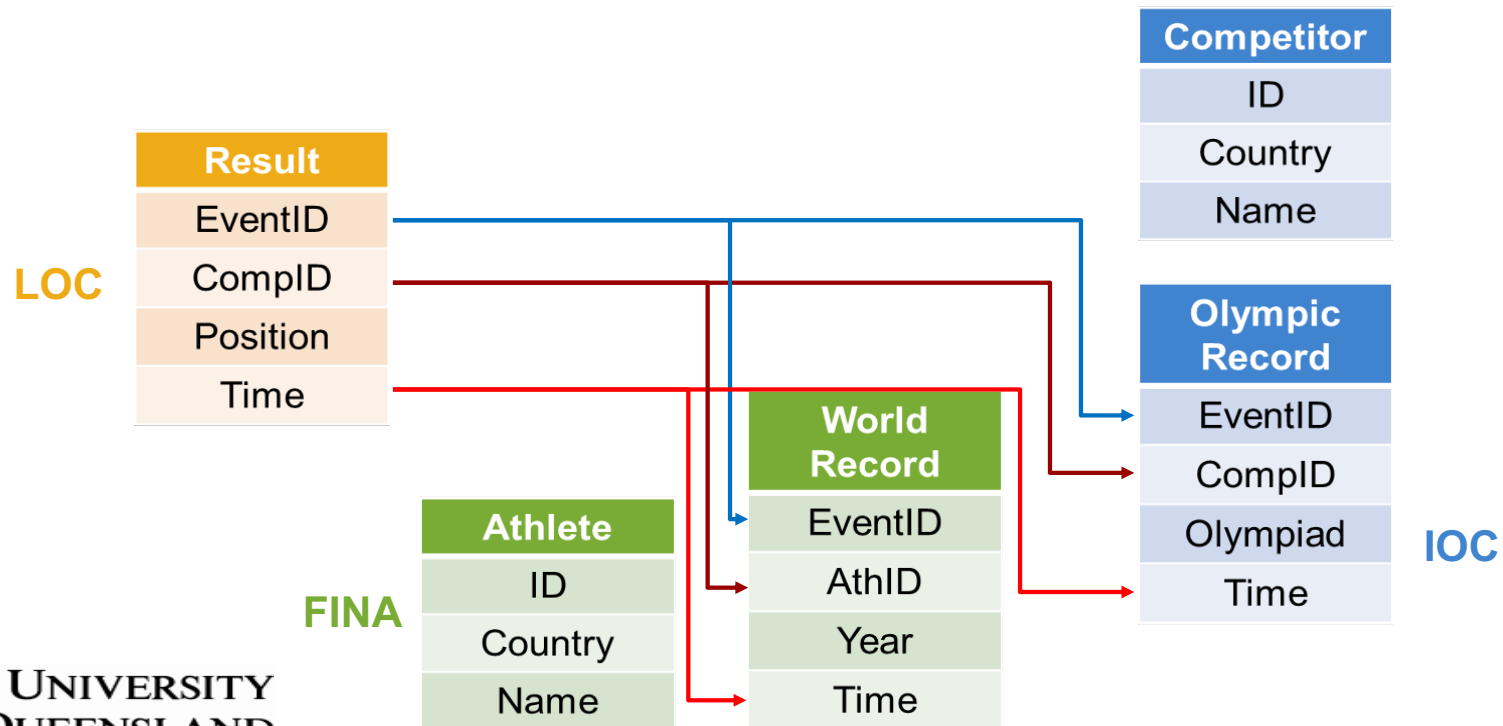 Competitor
ID
Country
Name
Result
EventID
CompID
Position
Time
LOC
Olympic
Record
EventID
CompID
Olympiad
Time
IOC
World
Record
EventID
AthID
Year
Time
Athlete
ID
Country
Name
FINA
UNIVERSITY
QUEENSLAND